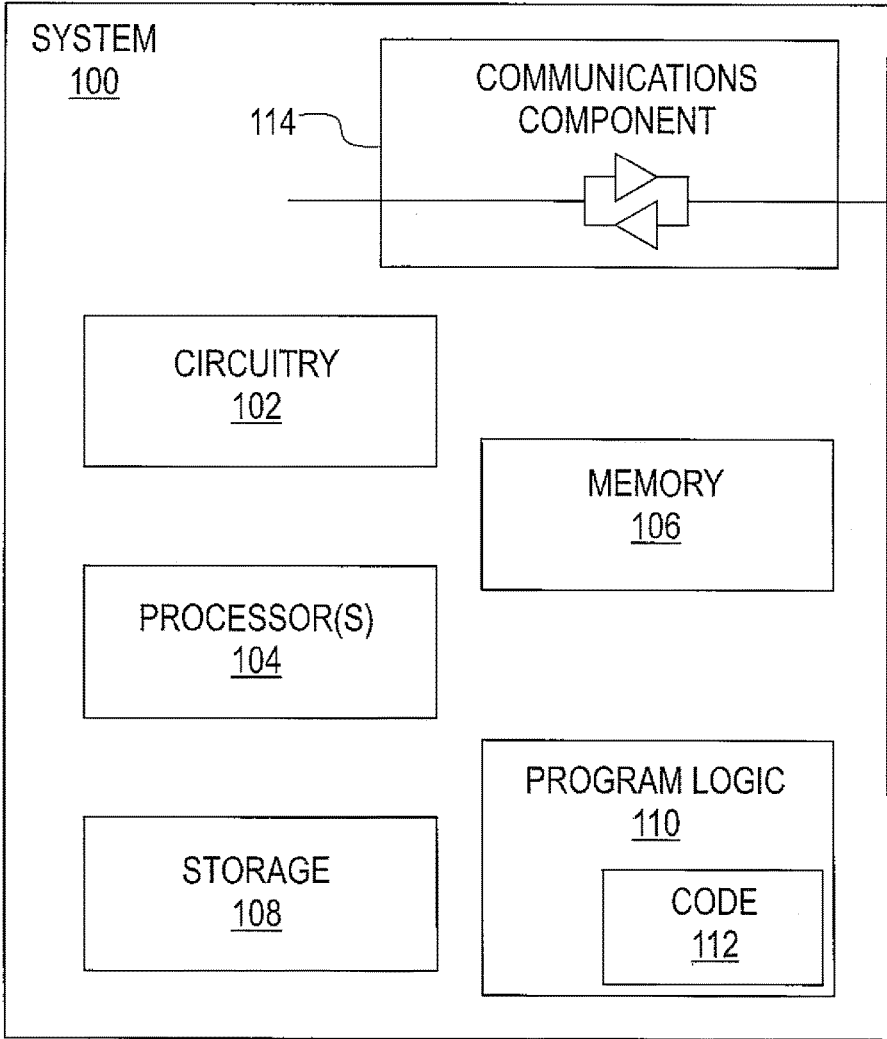 SYSTEM
100
COMMUNICATIONS
COMPONENT
114
CIRCUITRY
102
MEMORY
106
PROCESSOR(S)
104
PROGRAM LOGIC
110
STORAGE
108
CODE
112